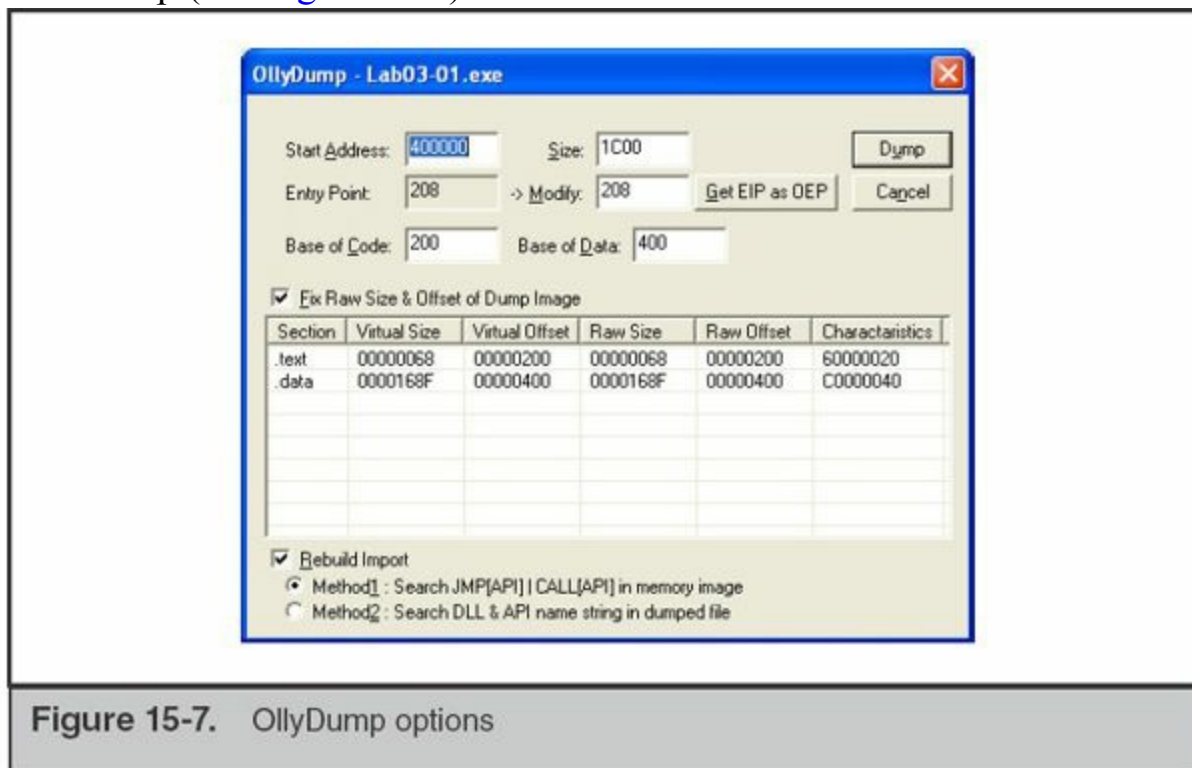 OllyDump - Lab03-01.exe
Start Address: 400000 Size: 1C00 Dump
Entry Point: 208 -> Modify: 208 Get EIP as OEP Cancel
Base of Code: 200 Base of Data: 400
Fix Raw Size & Offset of Dump Image
Section Virtual Size Virtual Offset Raw Size Raw Offset Charactaristics
.text 00000068 00000200 00000068 00000200 60000020
.data 0000168F 00000400 0000168F 00000400 C0000040
Rebuild Import
Method1 : Search JMP[API] | CALL[API] in memory image
Method2 : Search DLL & API name string in dumped file
Figure 15-7. OllyDump options